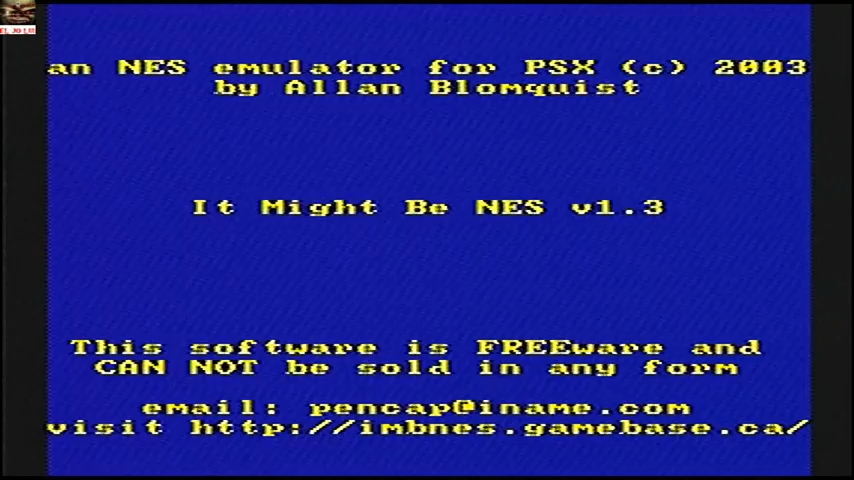 an NES emulator for PSX (c) 2003
by Allan Blomquist
It Might Be NES v1.3
This software is FREEware and
CAN NOT be sold in any form
email: pencap@iname.com
visit http://imbnes.gamebase.ca/